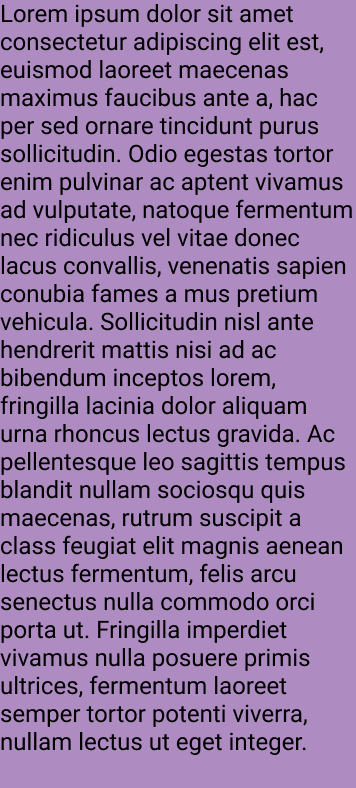 Lorem ipsum dolor sit amet
consectetur adipiscing elit est,
euismod laoreet maecenas
maximus faucibus ante a, hac
per sed ornare tincidunt purus
sollicitudin. Odio egestas tortor
enim pulvinar ac aptent vivamus
ad vulputate, natoque fermentum
nec ridiculus vel vitae donec
lacus convallis, venenatis sapien
conubia fames a mus pretium
vehicula. Sollicitudin nisl ante
hendrerit mattis nisi ad ac
bibendum inceptos lorem,
fringilla lacinia dolor aliquam
urna rhoncus lectus gravida. Ac
pellentesque leo sagittis tempus
blandit nullam sociosqu quis
maecenas, rutrum suscipit a
class feugiat elit magnis aenean
lectus fermentum, felis arcu
senectus nulla commodo orci
porta ut. Fringilla imperdiet
vivamus nulla posuere primis
ultrices, fermentum laoreet
semper tortor potenti viverra,
nullam lectus ut eget integer.